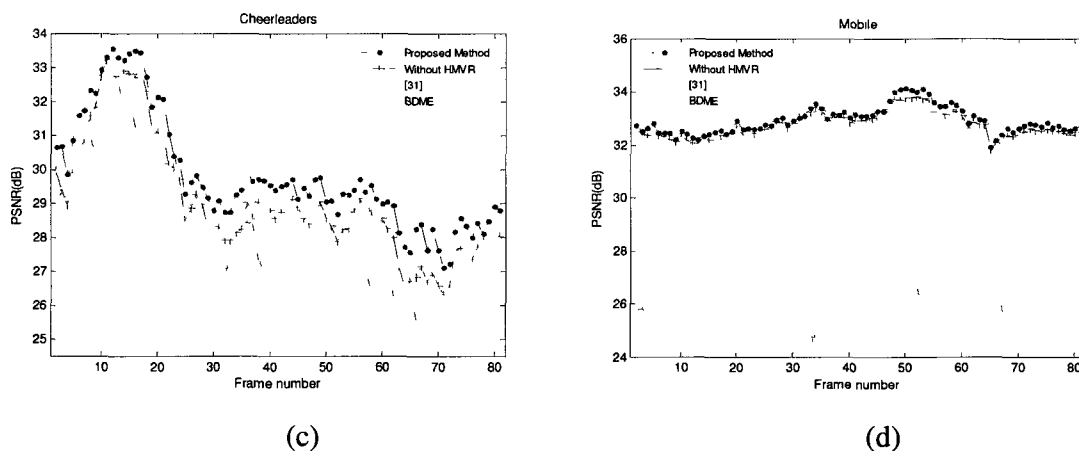 Cheerleaders
34
33
32
31
30
29
28
27
26
25
PSNR(dB)
10 20 30 40 50 60 70 80
Frame number
Proposed Method
Without HMVR
[31]
BDME
(c)
Mobile
36
34
32
30
28
26
24
PSNR(dB)
10 20 30 40 50 60 70 80
Frame number
Proposed Method
Without HMVR
[31]
BDME
(d)